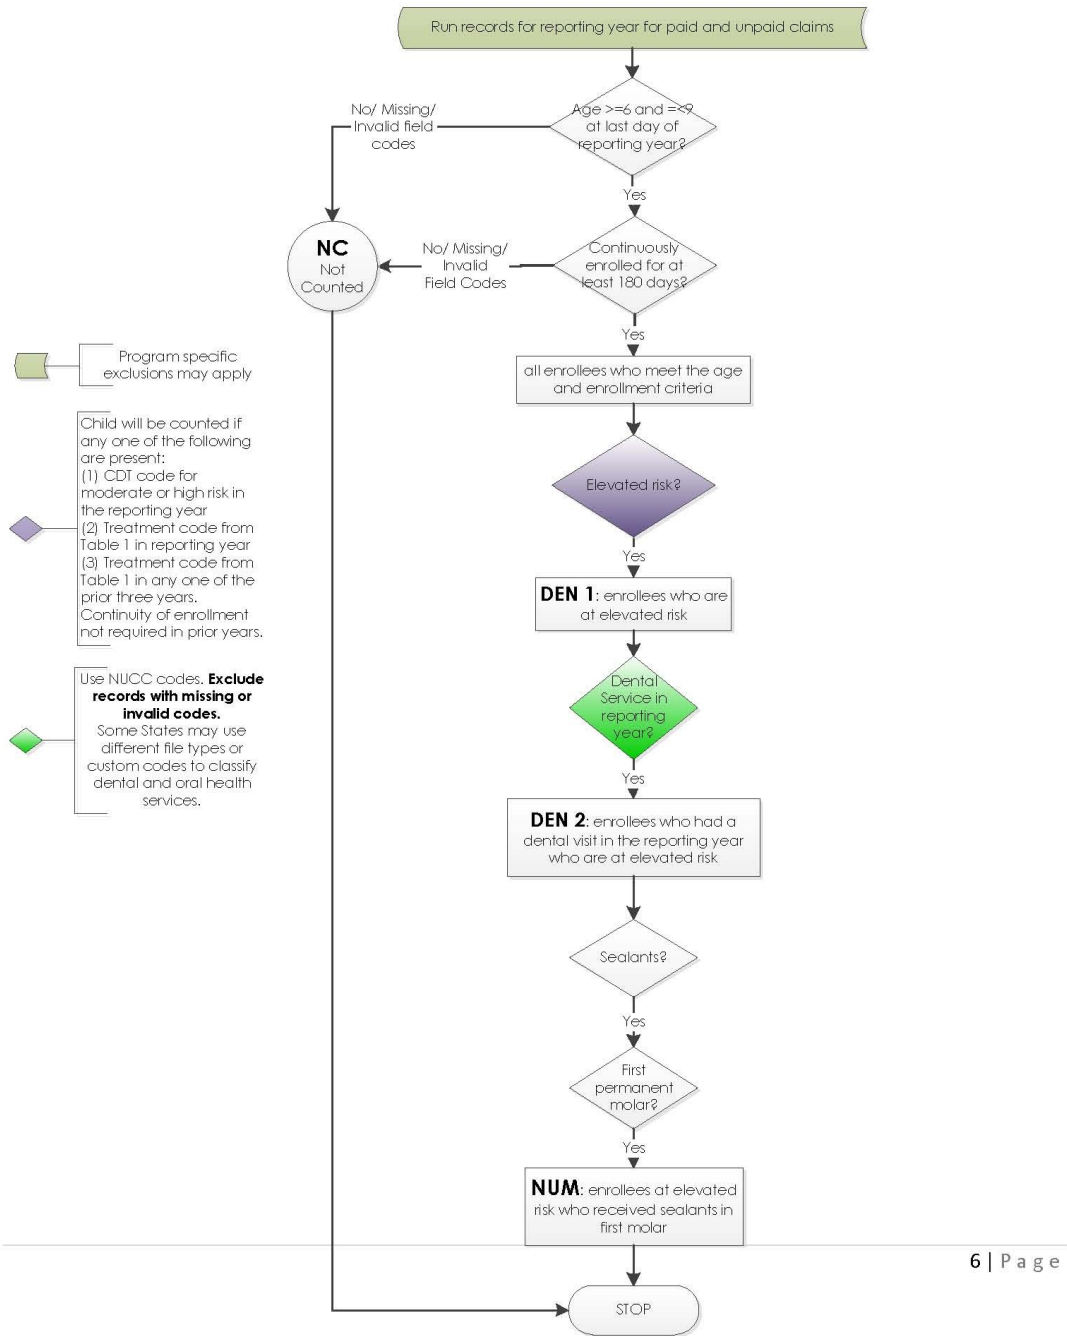 Run records for reporting year for paid and unpaid claims
Age >=6 and =<9
at last day of
reporting year?
No/ Missing/
Invalid field
codes
Yes
NC
Not
Counted
No/ Missing/
Invalid
Field Codes
Continuously
enrolled for at
least 180 days?
Yes
Program specific
exclusions may apply
all enrollees who meet the age
and enrollment criteria
Child will be counted if
any one of the following
are present:
(1) CDT code for
moderate or high risk in
the reporting year
(2) Treatment code from
Table 1 in reporting year
(3) Treatment code from
Table 1 in any one of the
prior three years.
Continuity of enrollment
not required in prior years.
Elevated risk?
Yes
DEN 1: enrollees who are
at elevated risk
Use NUCC codes. Exclude
records with missing or
invalid codes.
Some States may use
different file types or
custom codes to classify
dental and oral health
services.
Dental
Service in
reporting
year?
Yes
DEN 2: enrollees who had a
dental visit in the reporting year
who are at elevated risk
Sealants?
Yes
First
permanent
molar?
Yes
NUM: enrollees at elevated
risk who received sealants in
first molar
6 | Page
STOP